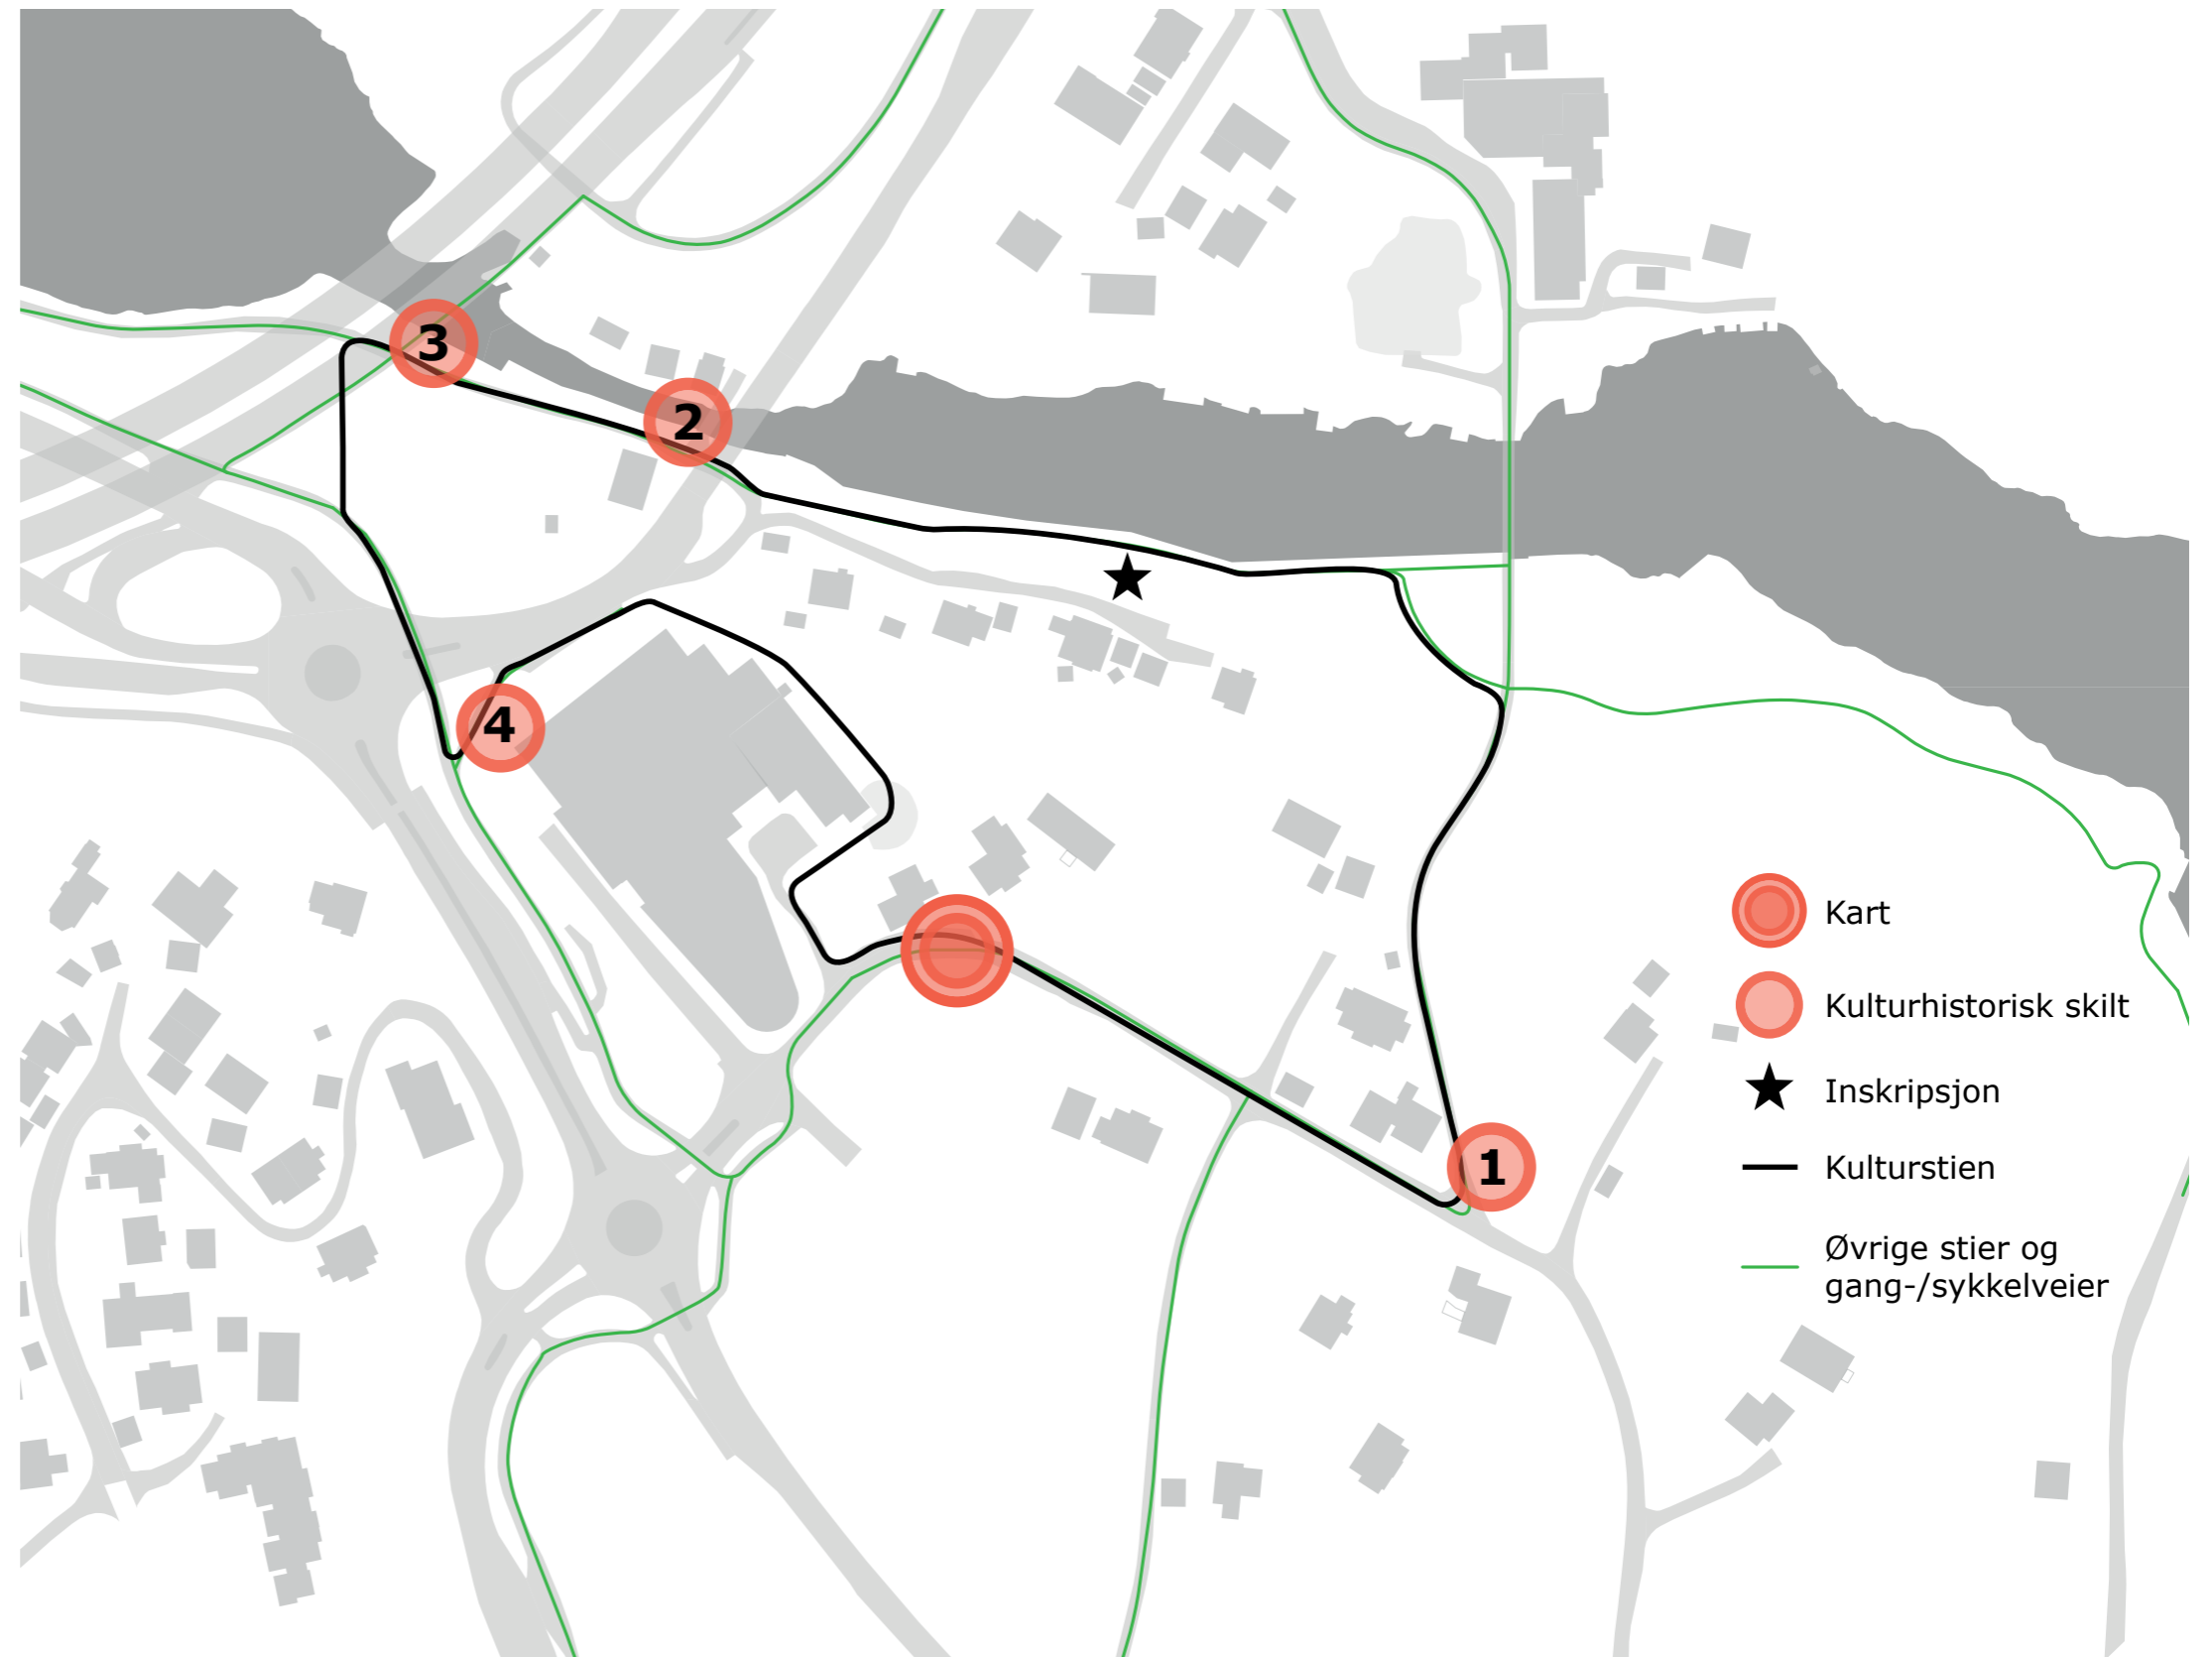 3
2
4
1
Kart
Kulturhistorisk skilt
Inskripsjon
Kulturstien
Øvrige stier og
gang-/sykkelveier